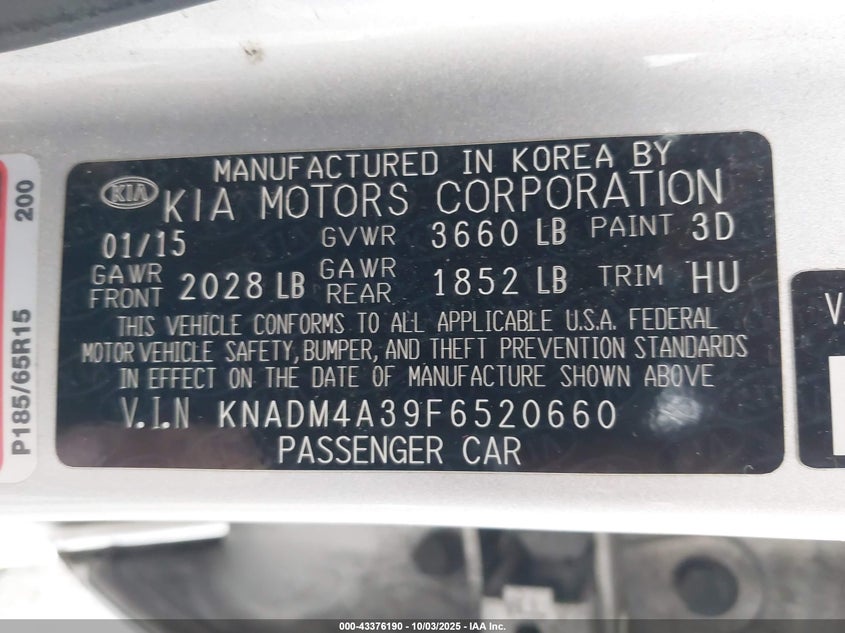 MANUFACTURED IN KOREA BY
KIA KIA MOTORS CORPORATION
01/15 GVWR 3660 LB PAINT 3D
GAWR FRONT 2028 LB GAWR REAR 1852 LB TRIM HU
THIS VEHICLE CONFORMS TO ALL APPLICABLE U.S.A. FEDERAL
MOTOR VEHICLE SAFETY, BUMPER, AND THEFT PREVENTION STANDARDS
IN EFFECT ON THE DATE OF MANUFACTURE SHOWN ABOVE
V.I.N KNADM4A39F6520660
PASSENGER CAR
P185/65R15 200
000-43376190 - 10/03/2025 - IAA Inc.